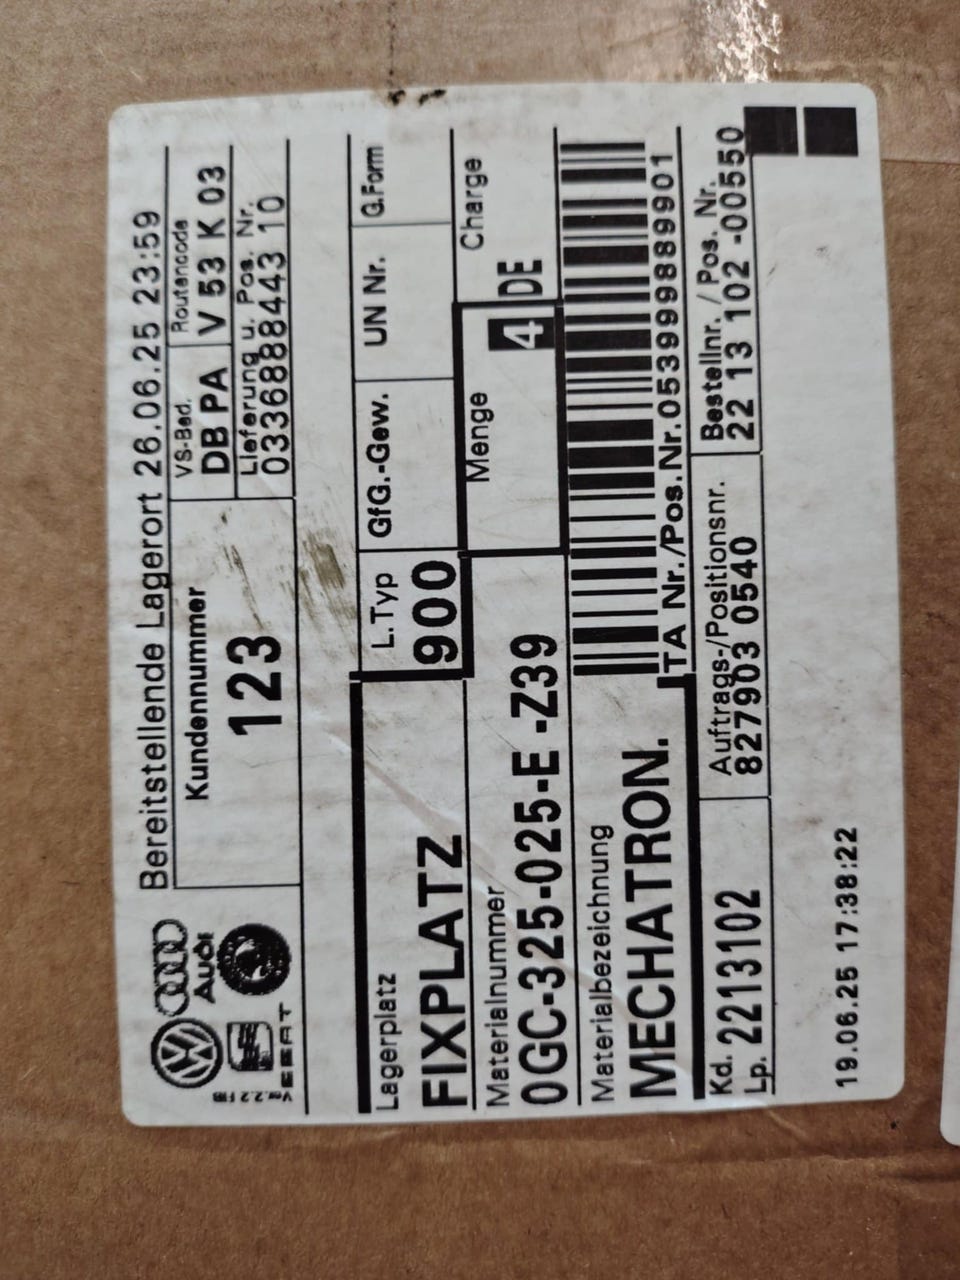 AUDI
SEAT
Bereitstellende Lagerort 26.06.25 23:59
Kundennummer
123
VS-Bed.
DB PA
Routencode
V 53 K 03
Lieferung u. Pos. Nr.
0336888443 10
Lagerplatz
FIXPLATZ
L.Typ
900
GfG.-Gew.
UN Nr.
G.Form
Materialnummer
0GC-325-025-E -Z39
Menge
4 DE
Charge
Materialbezeichnung
MECHATRON.
TA Nr./Pos.Nr.053999889901
Kd. 2213102
Lp.
Auftrags-/Positionsnr.
827903 0540
Bestellnr. / Pos. Nr.
22 13 102 -00550
19.06.25 17:38:22